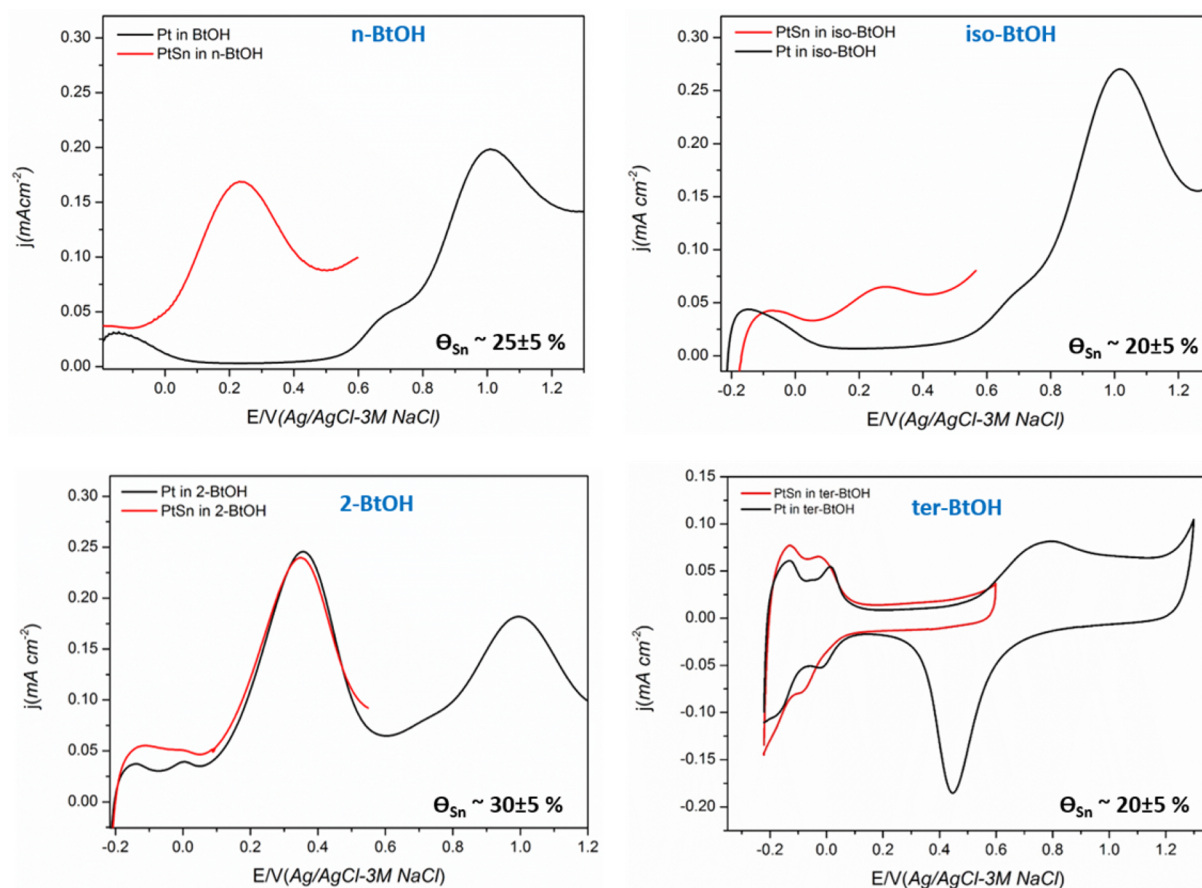 n-BtOH
Pt in BtOH
PtSn in n-BtOH
0.30
0.25
0.20
0.15
0.10
0.05
0.00
j(mAcm-2)
ΘSn ~ 25±5 %
0.0 0.2 0.4 0.6 0.8 1.0 1.2
E/V(Ag/AgCl-3M NaCl)
iso-BtOH
PtSn in iso-BtOH
Pt in iso-BtOH
0.30
0.25
0.20
0.15
0.10
0.05
0.00
j(mA cm-2)
ΘSn ~ 20±5 %
-0.2 0.0 0.2 0.4 0.6 0.8 1.0 1.2
E/V(Ag/AgCl-3M NaCl)
2-BtOH
Pt in 2-BtOH
PtSn in 2-BtOH
0.30
0.25
0.20
0.15
0.10
0.05
0.00
j(mA cm-2)
ΘSn ~ 30±5 %
-0.2 0.0 0.2 0.4 0.6 0.8 1.0 1.2
E/V(Ag/AgCl-3M NaCl)
ter-BtOH
PtSn in ter-BtOH
Pt in ter-BtOH
0.15
0.10
0.05
0.00
-0.05
-0.10
-0.15
-0.20
j(mA cm-2)
ΘSn ~ 20±5 %
-0.2 0.0 0.2 0.4 0.6 0.8 1.0 1.2
E/V(Ag/AgCl-3M NaCl)